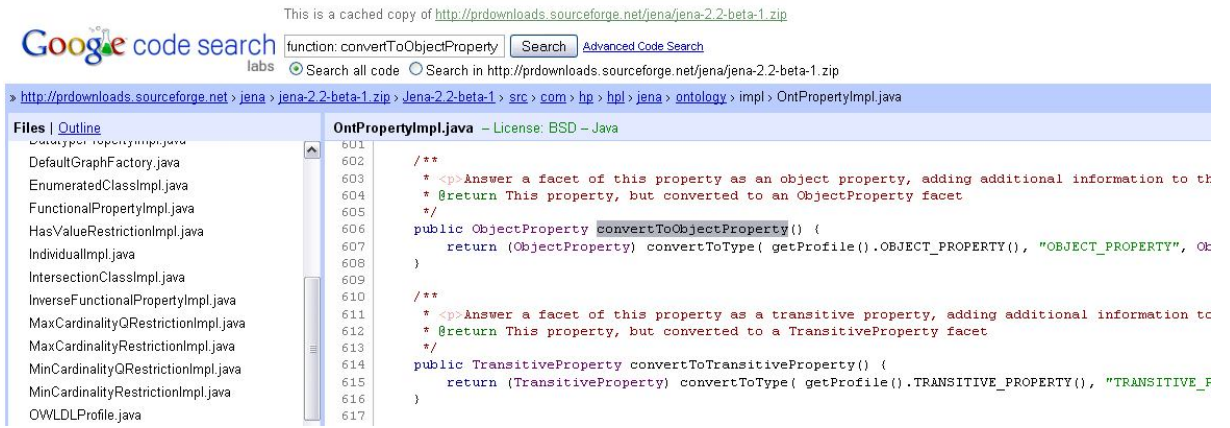 This is a cached copy of http://prdownloads.sourceforge.net/jena/jena-2.2-beta-1.zip
Google code search labs
function: convertToObjectProperty Search Advanced Code Search
Search all code Search in http://prdownloads.sourceforge.net/jena/jena-2.2-beta-1.zip
» http://prdownloads.sourceforge.net › jena › jena-2.2-beta-1.zip › Jena-2.2-beta-1 › src › com › hp › hpl › jena › ontology › impl › OntPropertyImpl.java
Files | Outline
DatatypePropertyImpl.java
DefaultGraphFactory.java
EnumeratedClassImpl.java
FunctionalPropertyImpl.java
HasValueRestrictionImpl.java
IndividualImpl.java
IntersectionClassImpl.java
InverseFunctionalPropertyImpl.java
MaxCardinalityQRestrictionImpl.java
MaxCardinalityRestrictionImpl.java
MinCardinalityQRestrictionImpl.java
MinCardinalityRestrictionImpl.java
OWLDLProfile.java
OntPropertyImpl.java – License: BSD – Java
601
602 /**
603 * <p>Answer a facet of this property as an object property, adding additional information to th
604 * @return This property, but converted to an ObjectProperty facet
605 */
606 public ObjectProperty convertToObjectProperty() {
607 return (ObjectProperty) convertToType( getProfile().OBJECT_PROPERTY(), "OBJECT_PROPERTY", Ob
608 }
609
610 /**
611 * <p>Answer a facet of this property as a transitive property, adding additional information to
612 * @return This property, but converted to a TransitiveProperty facet
613 */
614 public TransitiveProperty convertToTransitiveProperty() {
615 return (TransitiveProperty) convertToType( getProfile().TRANSITIVE_PROPERTY(), "TRANSITIVE_P
616 }
617